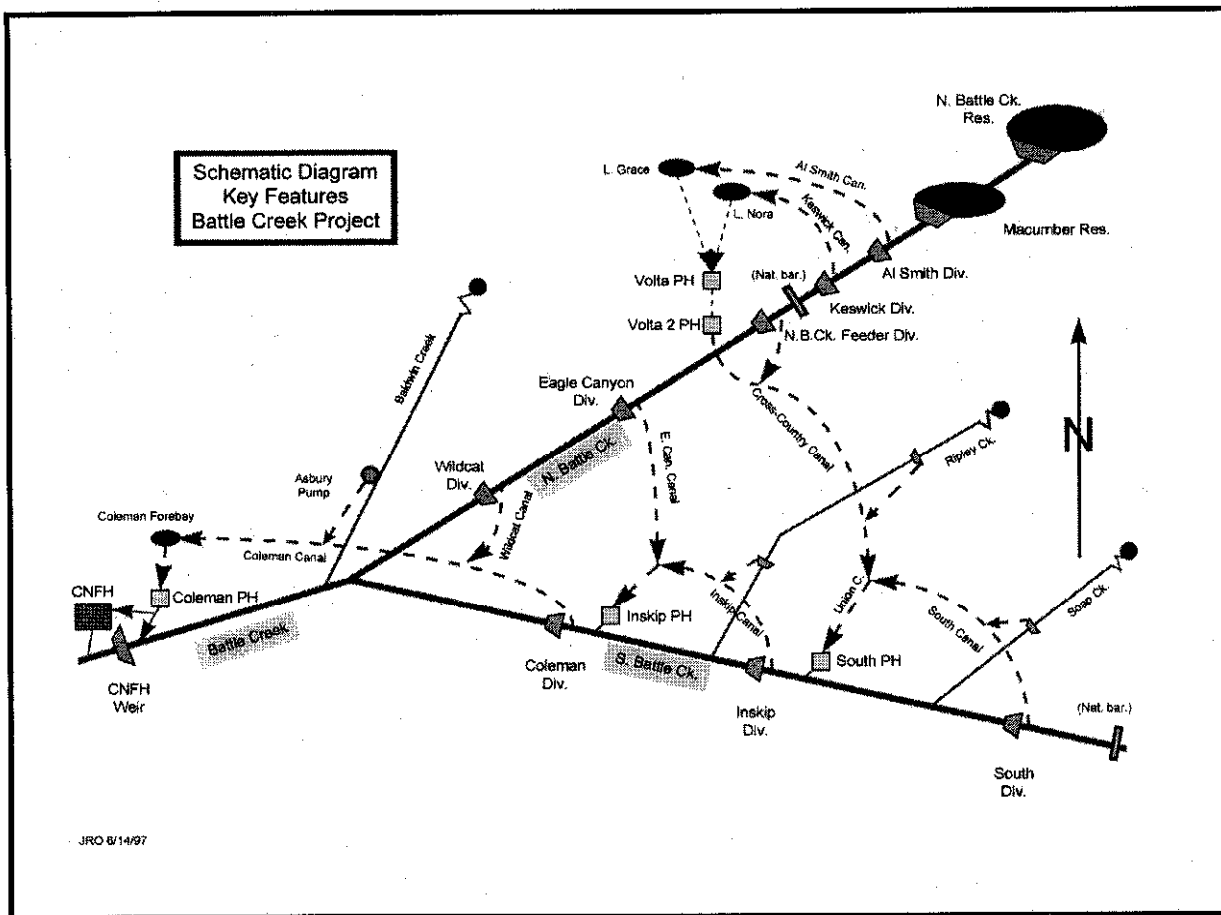 Schematic Diagram
Key Features
Battle Creek Project
N. Battle Ck.
Res.
Macumber Res.
Al Smith Can.
L. Grace
Keswick Can.
L. Nora
Al Smith Div.
Volta PH
(Nat. bar.)
Keswick Div.
Volta 2 PH
N.B.Ck. Feeder Div.
Baldwin Creek
Eagle Canyon
Div.
Cross-Country Canal
N
Ripley Ck.
E. Can. Canal
N. Battle Ck.
Wildcat
Div.
Asbury
Pump
Wildcat Canal
Coleman Forebay
Coleman Canal
CNFH
Coleman PH
Inskip PH
Inskip Canal
Union C.
South Canal
Soap Ck.
Battle Creek
S. Battle Ck.
South PH
Coleman
Div.
CNFH
Weir
Inskip
Div.
(Nat. bar.)
South
Div.
JRO 6/14/97